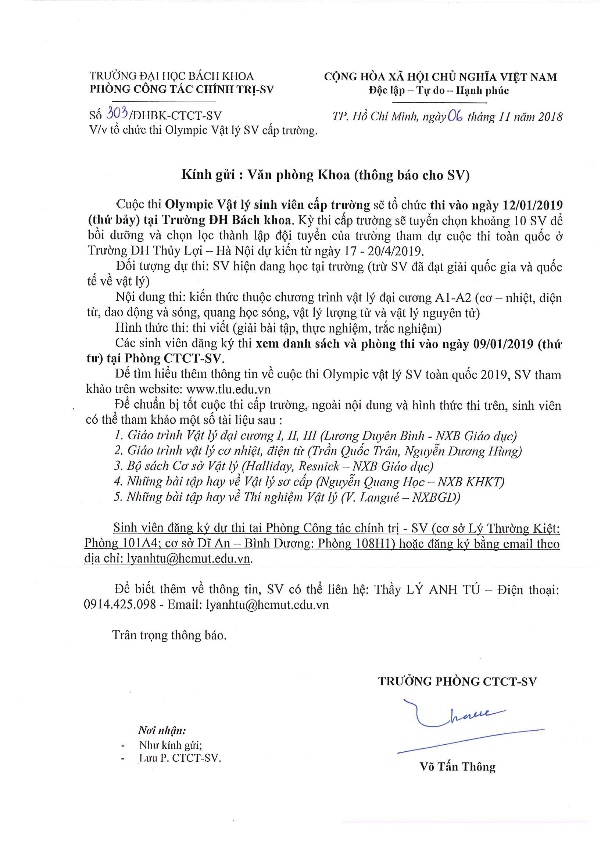 TRƯỜNG ĐẠI HỌC BÁCH KHOA
PHÒNG CÔNG TÁC CHÍNH TRỊ-SV
CỘNG HÒA XÃ HỘI CHỦ NGHĨA VIỆT NAM
Độc lập – Tự do – Hạnh phúc
Số 303/ĐHBK-CTCT-SV
V/v tổ chức thi Olympic Vật lý SV cấp trường.
TP. Hồ Chí Minh, ngày 06 tháng 11 năm 2018
Kính gửi : Văn phòng Khoa (thông báo cho SV)
Cuộc thi Olympic Vật lý sinh viên cấp trường sẽ tổ chức thi vào ngày 12/01/2019
(thứ bảy) tại Trường ĐH Bách khoa. Kỳ thi cấp trường sẽ tuyển chọn khoảng 10 SV để
bồi dưỡng và chọn lọc thành lập đội tuyển của trường tham dự cuộc thi toàn quốc ở
Trường ĐH Thủy Lợi – Hà Nội dự kiến từ ngày 17 - 20/4/2019.
Đối tượng dự thi: SV hiện đang học tại trường (trừ SV đã đạt giải quốc gia và quốc
tế về vật lý)
Nội dung thi: kiến thức thuộc chương trình vật lý đại cương A1-A2 (cơ – nhiệt, điện
từ, dao động và sóng, quang học sóng, vật lý lượng tử và vật lý nguyên tử)
Hình thức thi: thi viết (giải bài tập, thực nghiệm, trắc nghiệm)
Các sinh viên đăng ký thi xem danh sách và phòng thi vào ngày 09/01/2019 (thứ
tư) tại Phòng CTCT-SV.
Để tìm hiểu thêm thông tin về cuộc thi Olympic vật lý SV toàn quốc 2019, SV tham
khảo trên website: www.tlu.edu.vn
Để chuẩn bị tốt cuộc thi cấp trường, ngoài nội dung và hình thức thi trên, sinh viên
có thể tham khảo một số tài liệu sau :
1. Giáo trình Vật lý đại cương I, II, III (Lương Duyên Bình - NXB Giáo dục)
2. Giáo trình vật lý cơ nhiệt, điện từ (Trần Quốc Trân, Nguyễn Dương Hùng)
3. Bộ sách Cơ sở Vật lý (Halliday, Resnick – NXB Giáo dục)
4. Những bài tập hay về Vật lý sơ cấp (Nguyễn Quang Học – NXB KHKT)
5. Những bài tập hay về Thí nghiệm Vật lý (V. Langué – NXBGD)
Sinh viên đăng ký dự thi tại Phòng Công tác chính trị - SV (cơ sở Lý Thường Kiệt:
Phòng 101A4; cơ sở Dĩ An – Bình Dương: Phòng 108H1) hoặc đăng ký bằng email theo
địa chỉ: lyanhtu@hcmut.edu.vn.
Để biết thêm về thông tin, SV có thể liên hệ: Thầy LÝ ANH TÚ – Điện thoại:
0914.425.098 - Email: lyanhtu@hcmut.edu.vn
Trân trọng thông báo.
TRƯỞNG PHÒNG CTCT-SV
Nơi nhận:
- Như kính gửi;
- Lưu P. CTCT-SV.
Võ Tấn Thông